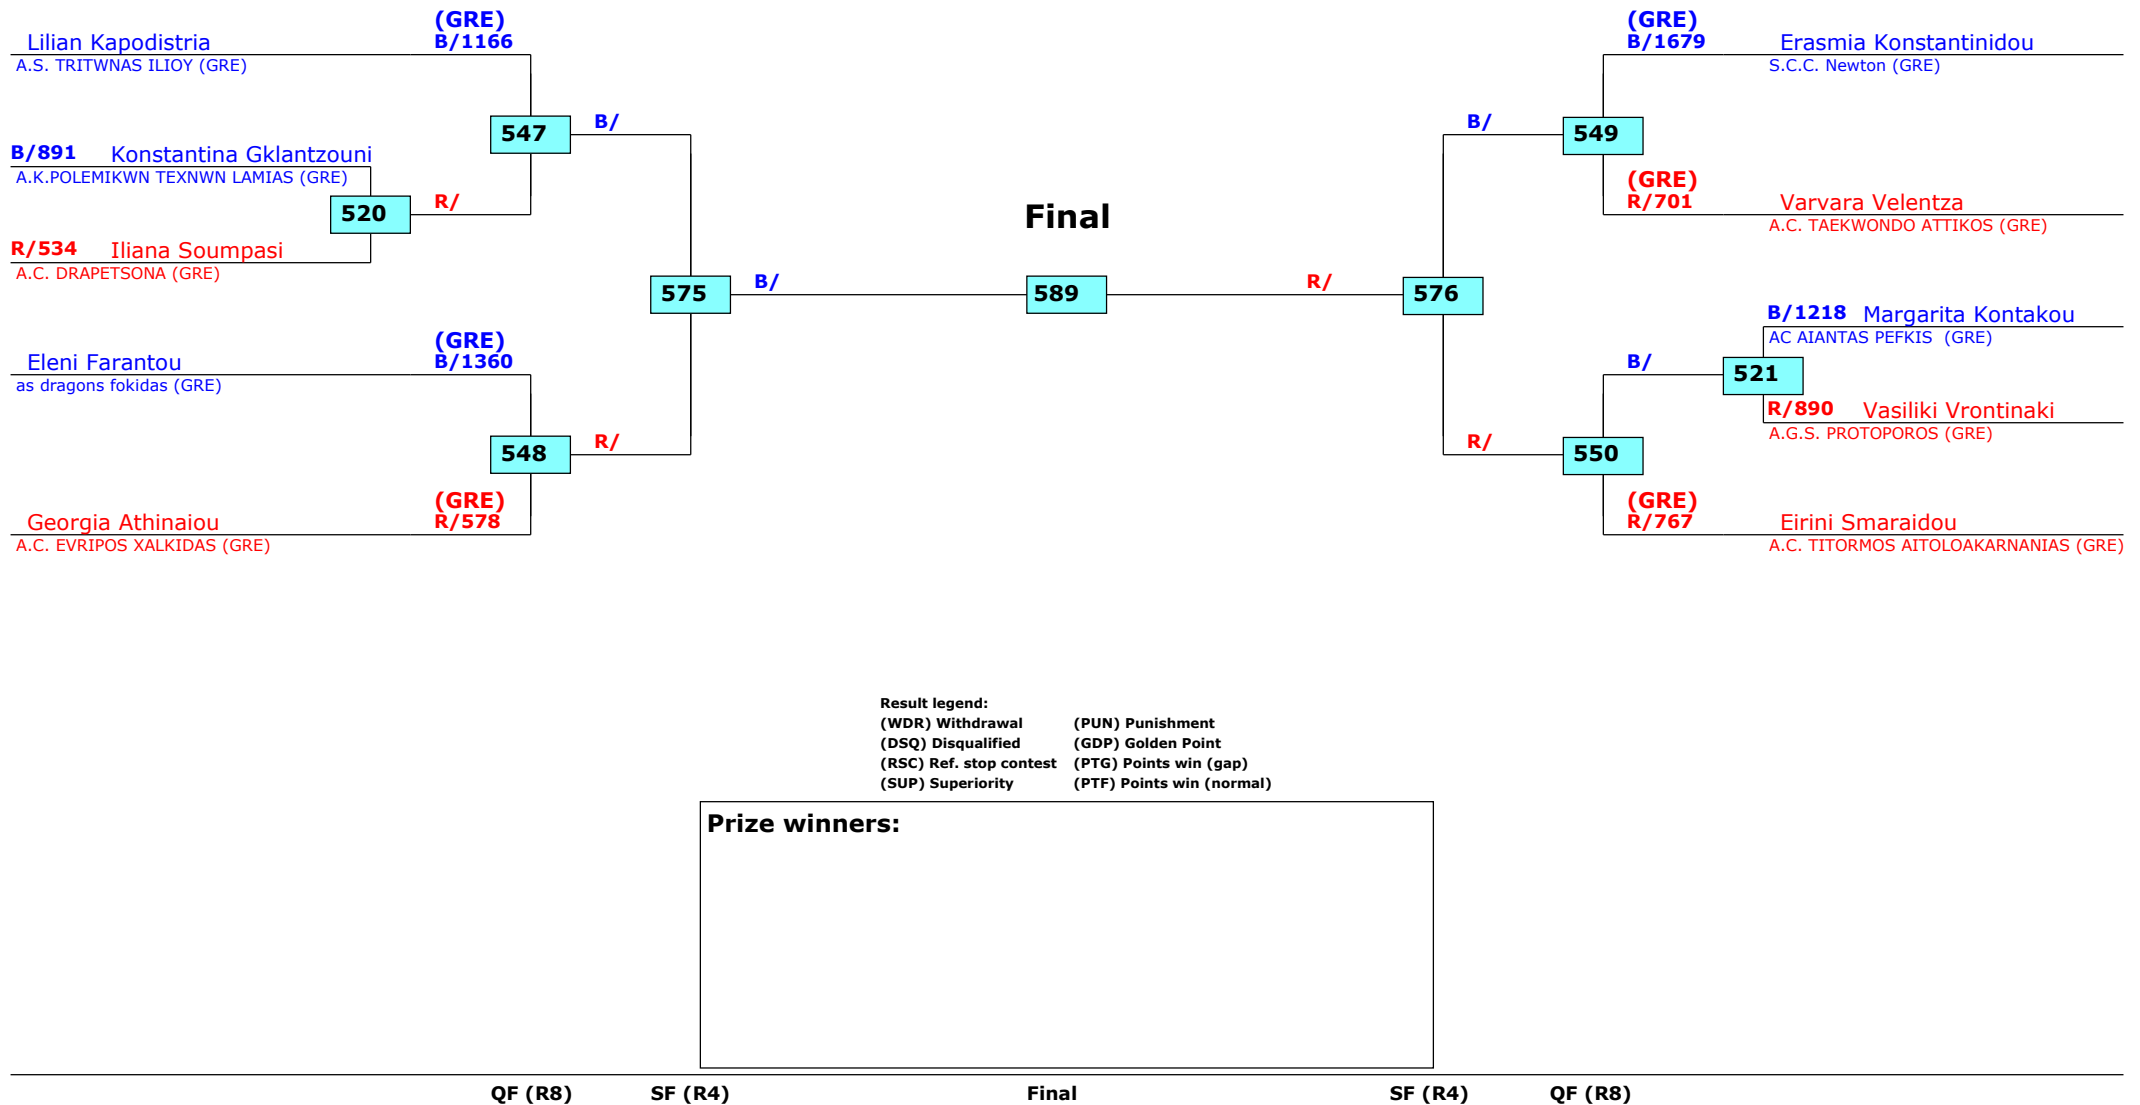 (GRE)
Lilian Kapodistria B/1166
A.S. TRITWNAS ILIOY (GRE)
547 B/
B/891 Konstantina Gklantzouni
A.K.POLEMIKWN TEXNWN LAMIAS (GRE)
520 R/
R/534 Iliana Soumpasi
A.C. DRAPETSONA (GRE)
575 B/
(GRE)
Eleni Farantou B/1360
as dragons fokidas (GRE)
548 R/
(GRE)
Georgia Athinaiou R/578
A.C. EVRIPOS XALKIDAS (GRE)
Final
589
(GRE)
B/1679 Erasmia Konstantinidou
S.C.C. Newton (GRE)
B/ 549
(GRE)
R/701 Varvara Velentza
A.C. TAEKWONDO ATTIKOS (GRE)
R/ 576
B/1218 Margarita Kontakou
AC AIANTAS PEFKIS (GRE)
B/ 521
R/890 Vasiliki Vrontinaki
A.G.S. PROTOPOROS (GRE)
R/ 550
(GRE)
R/767 Eirini Smaraidou
A.C. TITORMOS AITOLOAKARNANIAS (GRE)
Result legend:
(WDR) Withdrawal (PUN) Punishment
(DSQ) Disqualified (GDP) Golden Point
(RSC) Ref. stop contest (PTG) Points win (gap)
(SUP) Superiority (PTF) Points win (normal)
Prize winners:
QF (R8) SF (R4) Final SF (R4) QF (R8)